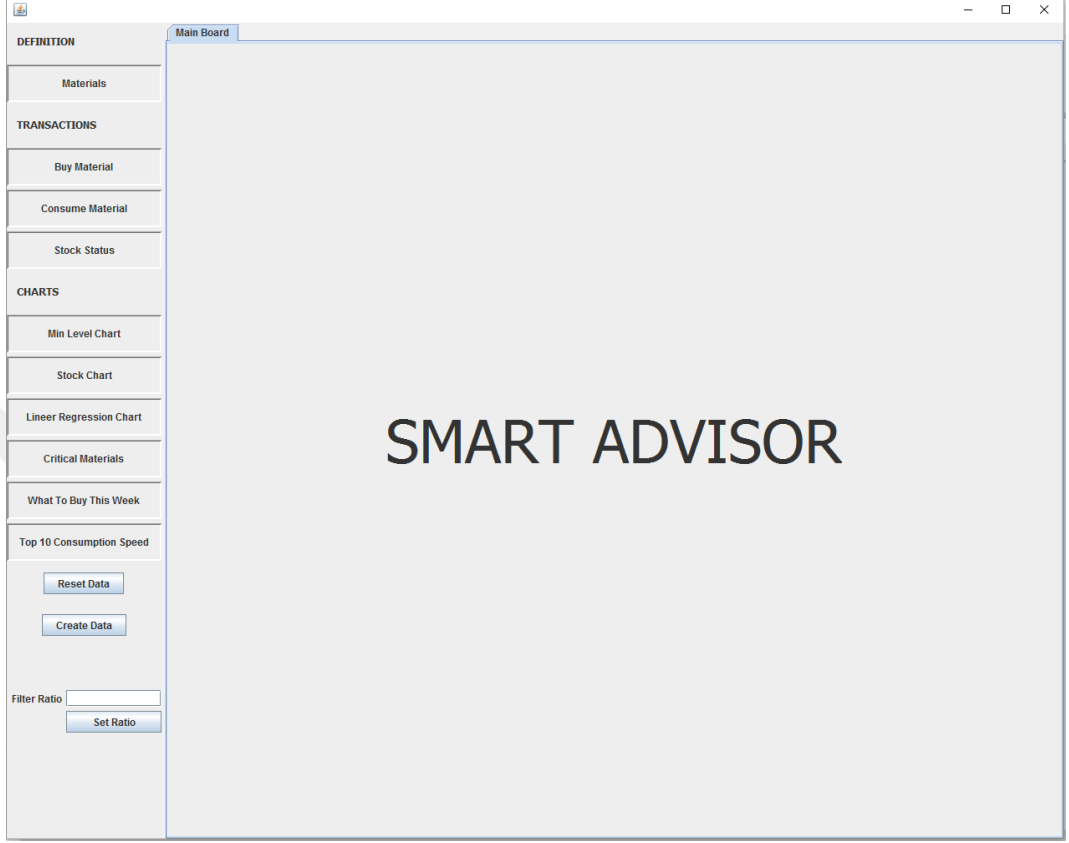 Main Board
DEFINITION
Materials
TRANSACTIONS
Buy Material
Consume Material
Stock Status
CHARTS
Min Level Chart
Stock Chart
Lineer Regression Chart
Critical Materials
What To Buy This Week
Top 10 Consumption Speed
Reset Data
Create Data
Filter Ratio
Set Ratio
SMART ADVISOR